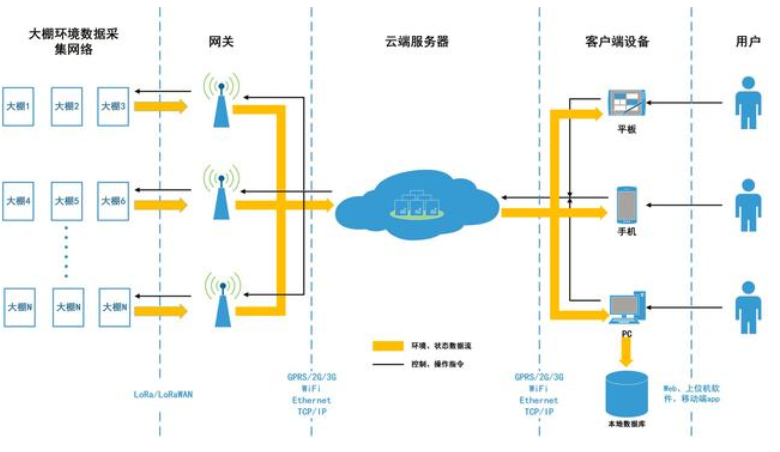 大棚环境数据采
集网络
网关
云端服务器
客户端设备
用户
大棚1
大棚2
大棚3
平板
大棚4
大棚5
大棚6
手机
大棚N
大棚N
大棚N
PC
环境、状态数据流
控制、操作指令
LoRa/LoRaWAN
GPRS/2G/3G
WiFi
Ethernet
TCP/IP
GPRS/2G/3G
WiFi
Ethernet
TCP/IP
Web、上位机软
件、移动端app
本地数据库